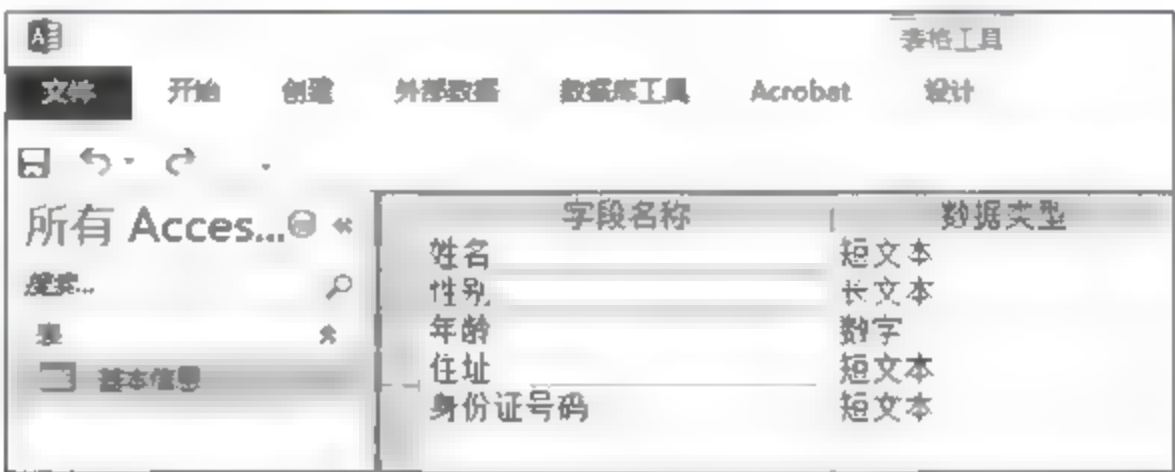 表格工具
文件 开始 创建 外部数据 数据库工具 Acrobat 设计
所有 Acces...
搜索...
表
基本信息
字段名称 数据类型
姓名 短文本
性别 长文本
年龄 数字
住址 短文本
身份证号码 短文本